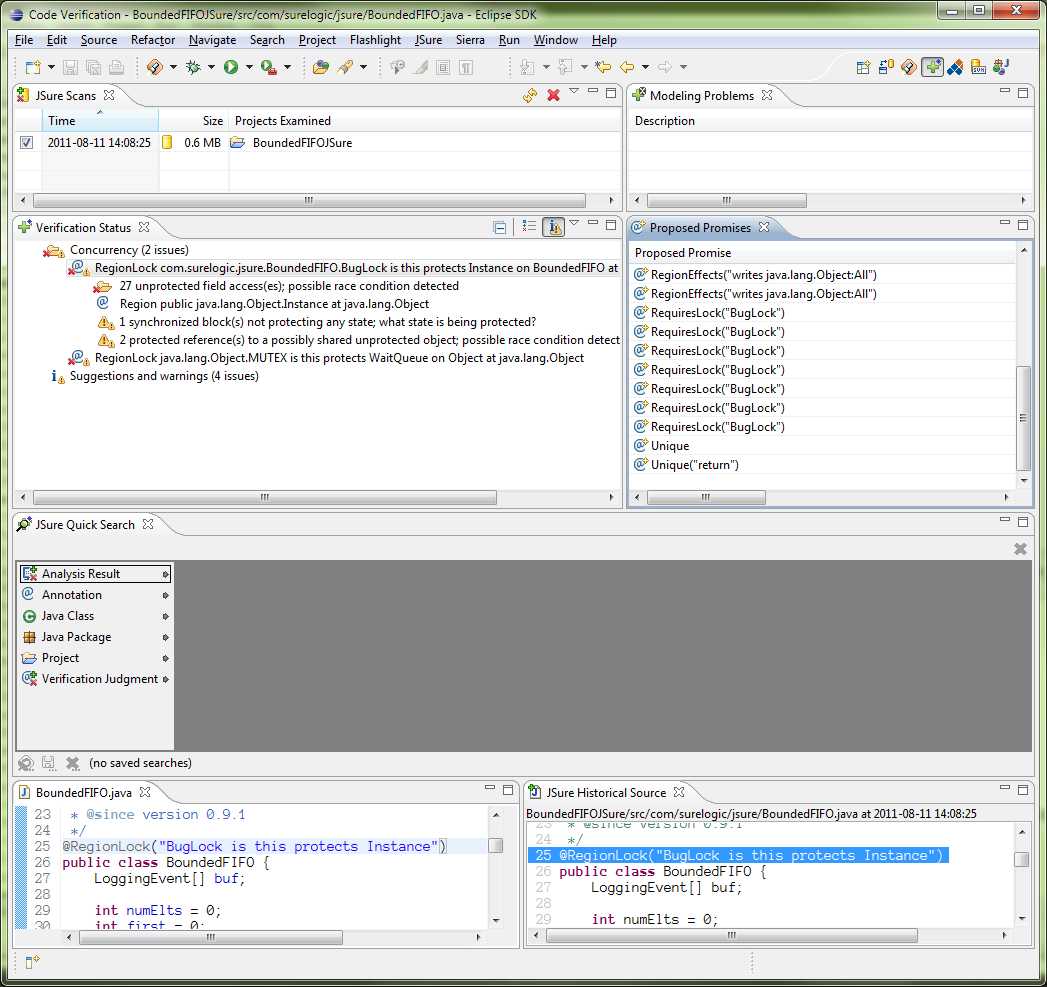 Code Verification - BoundedFIFOJSure/src/com/surelogic/jsure/BoundedFIFO.java - Eclipse SDK
File Edit Source Refactor Navigate Search Project Flashlight JSure Sierra Run Window Help
JSure Scans
Time Size Projects Examined
2011-08-11 14:08:25 0.6 MB BoundedFIFOJSure
Modeling Problems
Description
Verification Status
Concurrency (2 issues)
RegionLock com.surelogic.jsure.BoundedFIFO.BugLock is this protects Instance on BoundedFIFO at
27 unprotected field access(es); possible race condition detected
Region public java.lang.Object.Instance at java.lang.Object
1 synchronized block(s) not protecting any state; what state is being protected?
2 protected reference(s) to a possibly shared unprotected object; possible race condition detect
RegionLock java.lang.Object.MUTEX is this protects WaitQueue on Object at java.lang.Object
Suggestions and warnings (4 issues)
Proposed Promises
Proposed Promise
RegionEffects("writes java.lang.Object:All")
RegionEffects("writes java.lang.Object:All")
RequiresLock("BugLock")
RequiresLock("BugLock")
RequiresLock("BugLock")
RequiresLock("BugLock")
RequiresLock("BugLock")
RequiresLock("BugLock")
RequiresLock("BugLock")
Unique
Unique("return")
JSure Quick Search
Analysis Result
Annotation
Java Class
Java Package
Project
Verification Judgment
(no saved searches)
BoundedFIFO.java
23 * @since version 0.9.1
24 */
25 @RegionLock("BugLock is this protects Instance")
26 public class BoundedFIFO {
27 LoggingEvent[] buf;
28
29 int numElts = 0;
30 int first = 0;
JSure Historical Source
BoundedFIFOJSure/src/com/surelogic/jsure/BoundedFIFO.java at 2011-08-11 14:08:25
23 * @since version 0.9.1
24 */
25 @RegionLock("BugLock is this protects Instance")
26 public class BoundedFIFO {
27 LoggingEvent[] buf;
28
29 int numElts = 0;